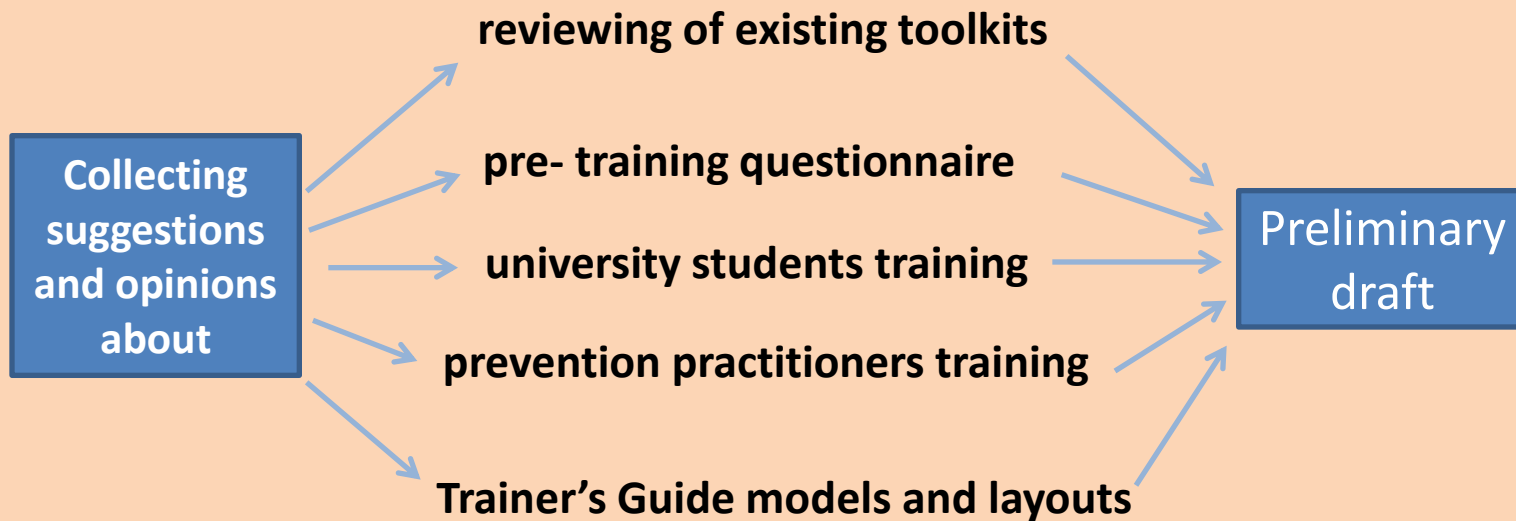 Collecting
suggestions
and opinions
about
reviewing of existing toolkits
pre- training questionnaire
university students training
prevention practitioners training
Trainer’s Guide models and layouts
Preliminary
draft